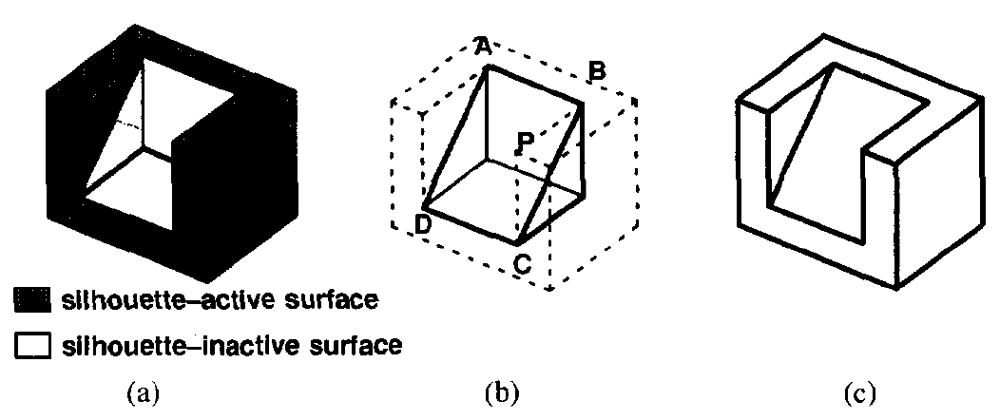 A
B
P
D
C
silhouette–active surface
silhouette–inactive surface
(a) (b) (c)